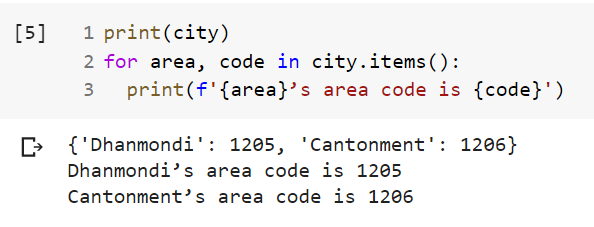 [5] 1 print(city)
2 for area, code in city.items():
3 print(f'{area}’s area code is {code}')
{'Dhanmondi': 1205, 'Cantonment': 1206}
Dhanmondi’s area code is 1205
Cantonment’s area code is 1206